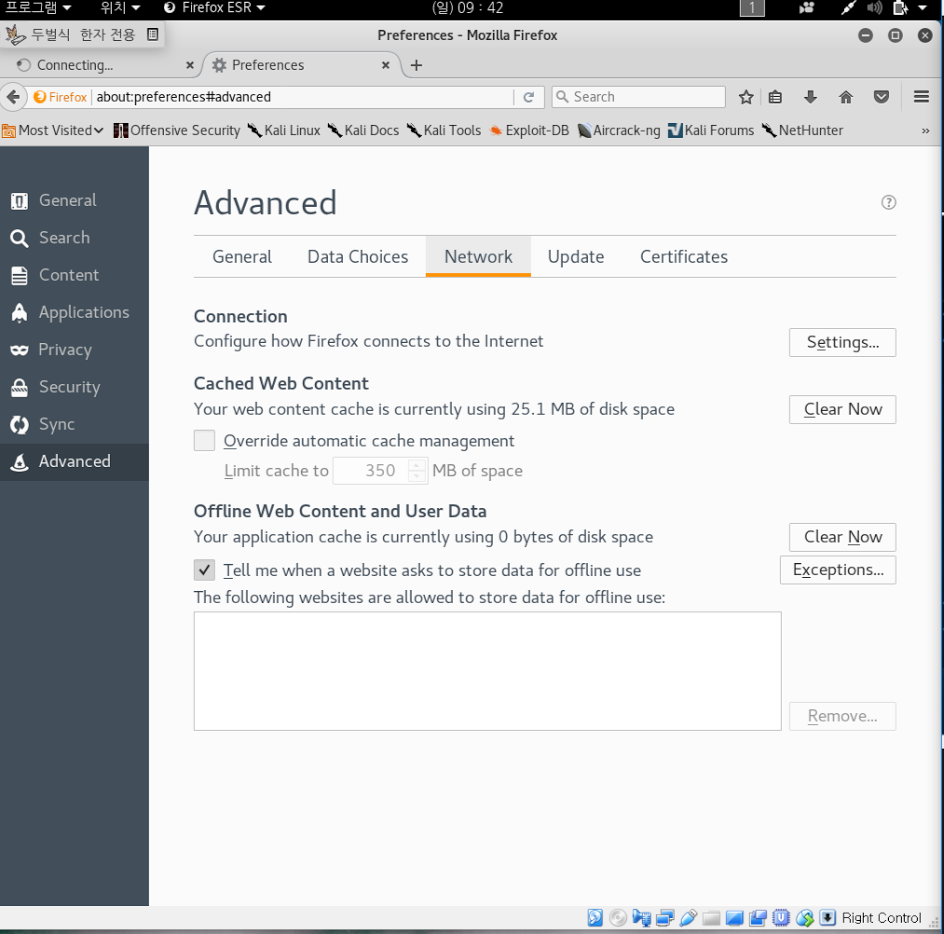 프로그램 위치 Firefox ESR (일) 09 : 42 1
두벌식 한자 전용 Preferences - Mozilla Firefox
Connecting... Preferences
Firefox about:preferences#advanced Search
Most Visited Offensive Security Kali Linux Kali Docs Kali Tools Exploit-DB Aircrack-ng Kali Forums NetHunter »
General
Search
Content
Applications
Privacy
Security
Sync
Advanced
Advanced
General Data Choices Network Update Certificates
Connection
Configure how Firefox connects to the Internet Settings...
Cached Web Content
Your web content cache is currently using 25.1 MB of disk space Clear Now
Override automatic cache management
Limit cache to 350 MB of space
Offline Web Content and User Data
Your application cache is currently using 0 bytes of disk space Clear Now
Tell me when a website asks to store data for offline use Exceptions...
The following websites are allowed to store data for offline use:
Remove...
Right Control